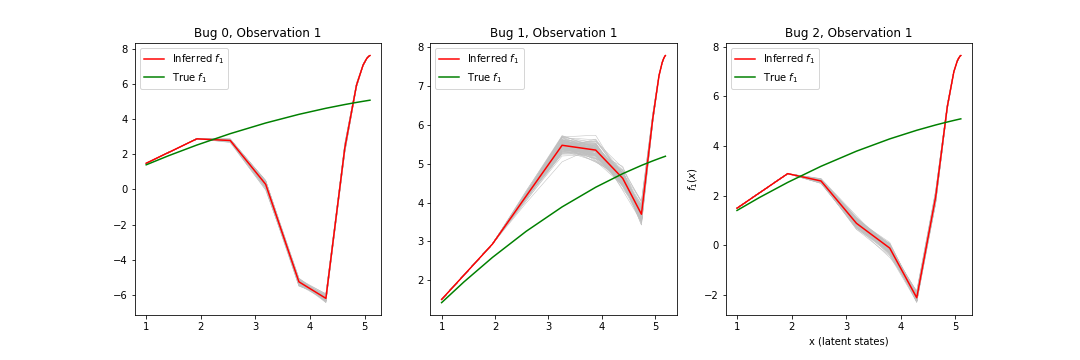 Bug 0, Observation 1
Inferred f₁
True f₁
8
6
4
2
0
−2
−4
−6
1 2 3 4 5
Bug 1, Observation 1
Inferred f₁
True f₁
8
7
6
5
4
3
2
1 2 3 4 5
Bug 2, Observation 1
Inferred f₁
True f₁
f₁(x)
8
6
4
2
0
−2
1 2 3 4 5
x (latent states)